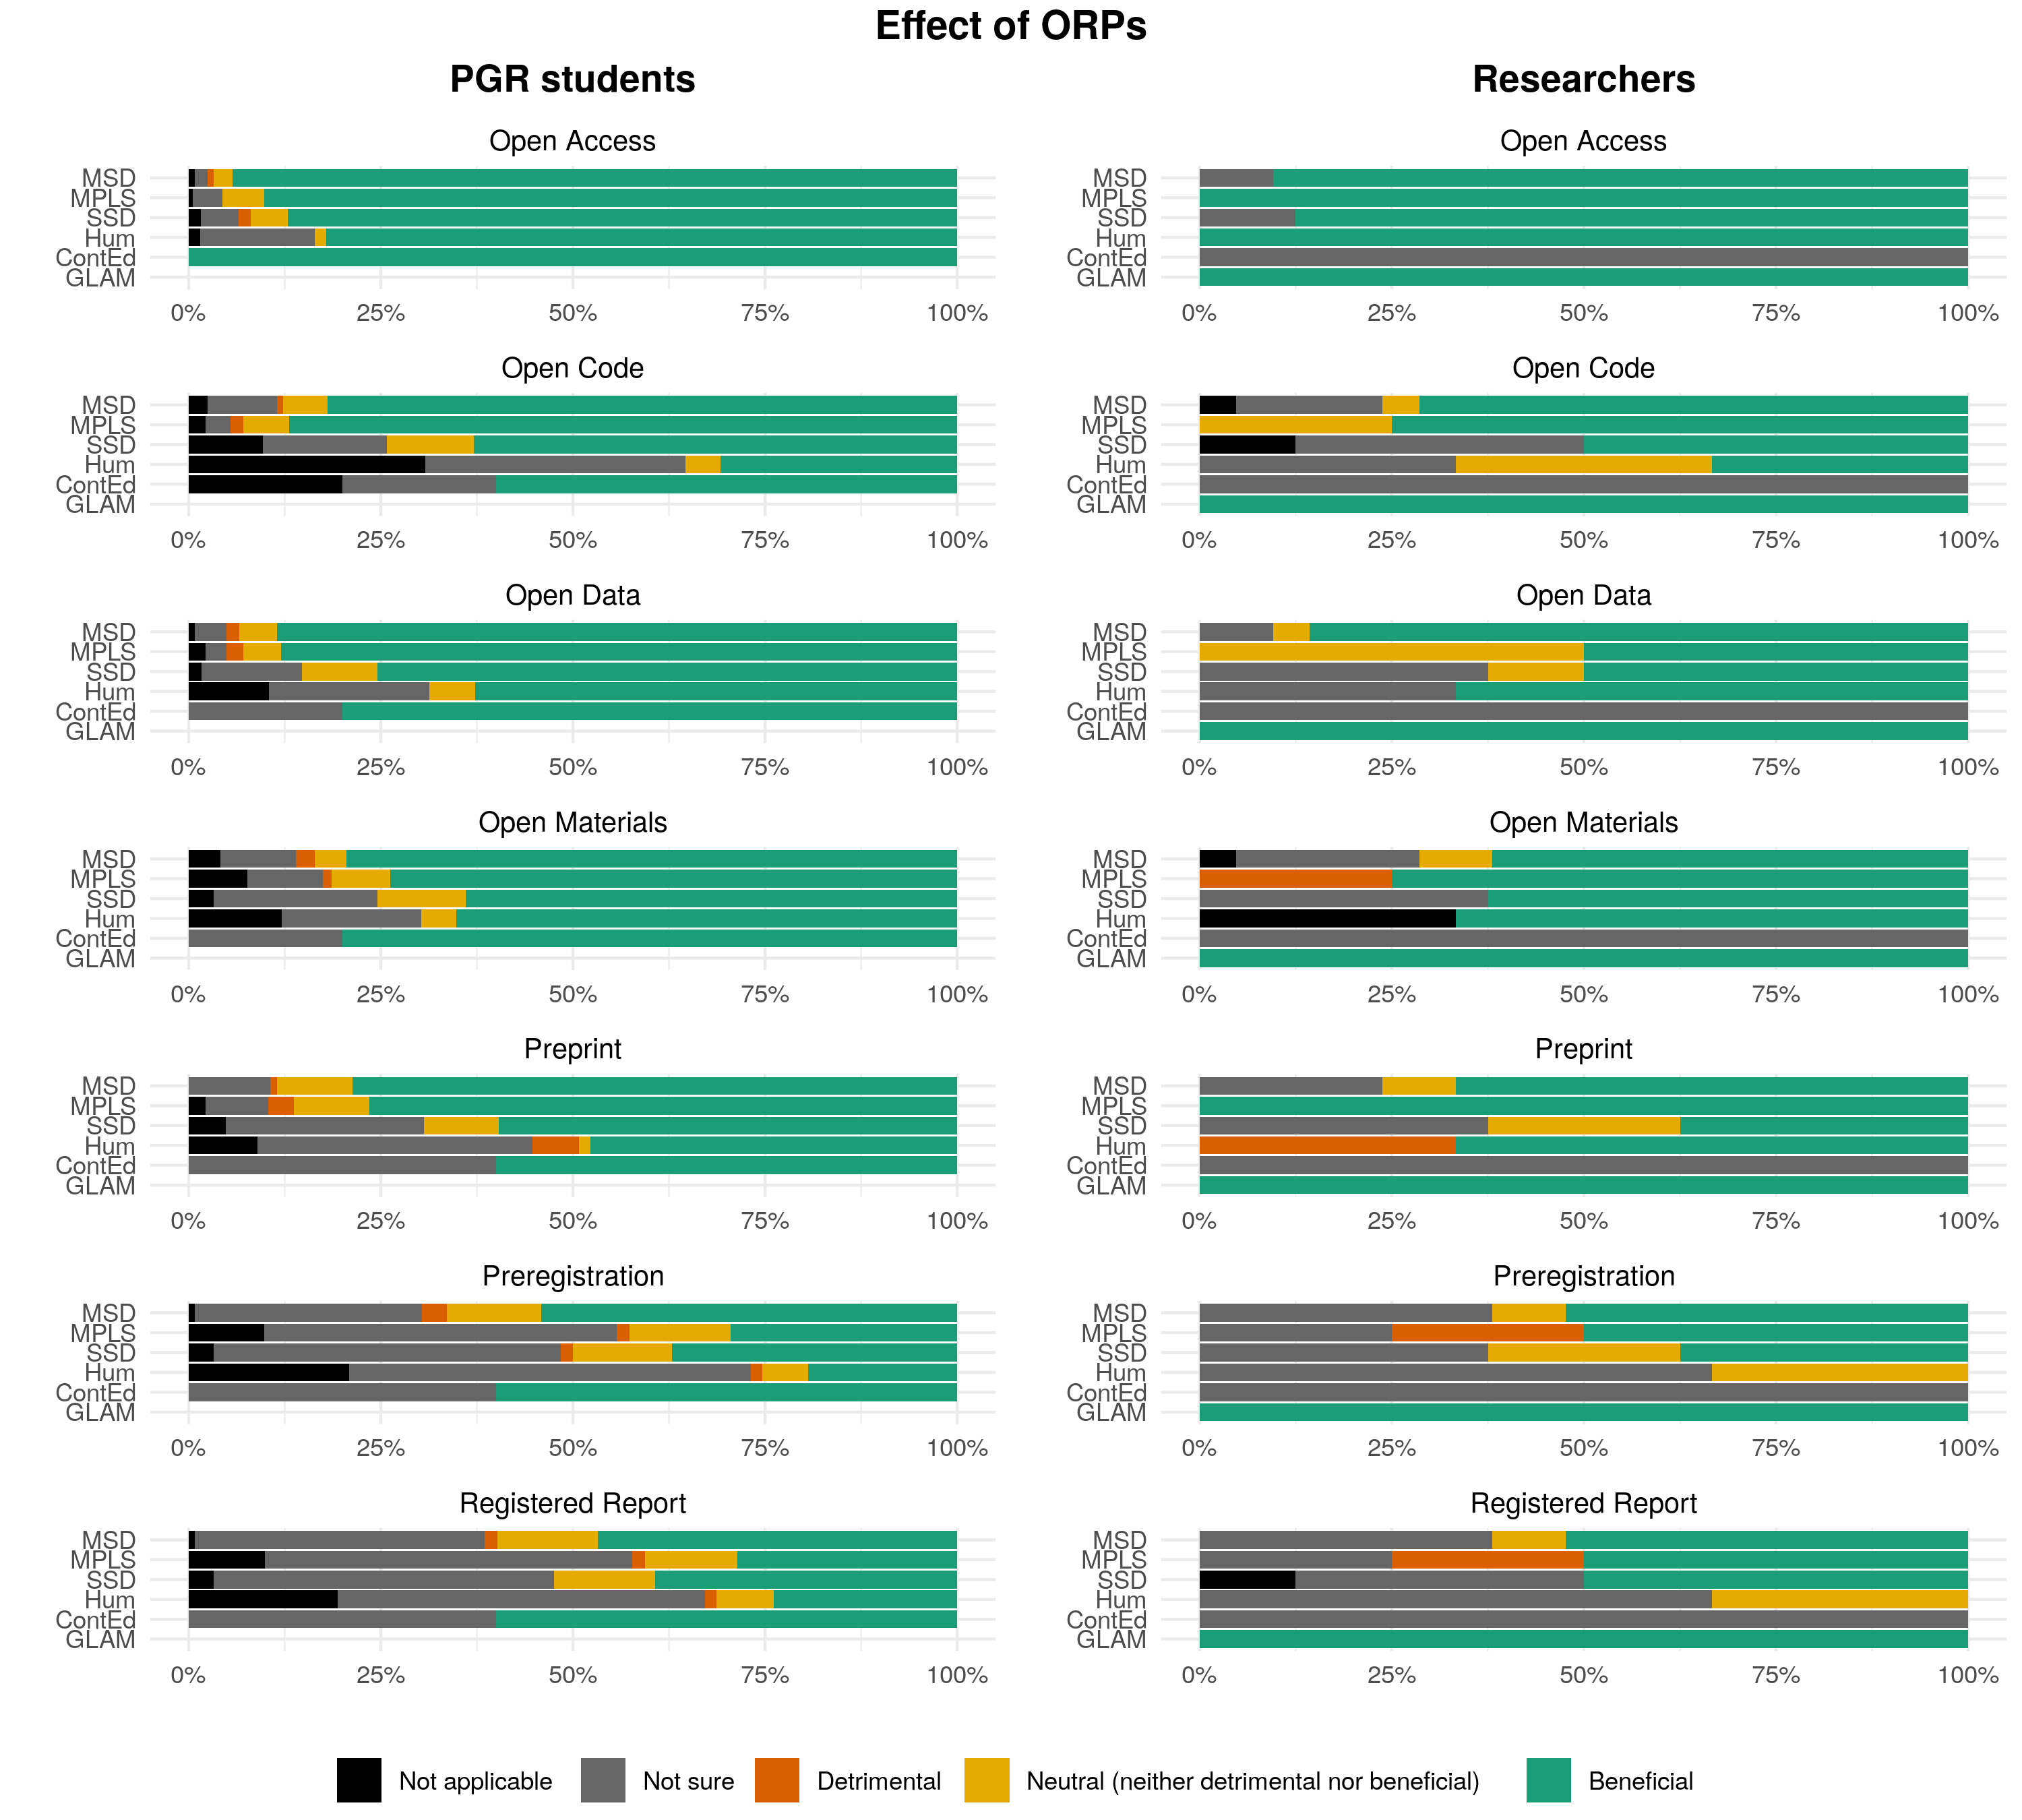 Effect of ORPs
PGR students
Researchers
Open Access
MSD
MPLS
SSD
Hum
ContEd
GLAM
0% 25% 50% 75% 100%
Open Access
MSD
MPLS
SSD
Hum
ContEd
GLAM
0% 25% 50% 75% 100%
Open Code
MSD
MPLS
SSD
Hum
ContEd
GLAM
0% 25% 50% 75% 100%
Open Code
MSD
MPLS
SSD
Hum
ContEd
GLAM
0% 25% 50% 75% 100%
Open Data
MSD
MPLS
SSD
Hum
ContEd
GLAM
0% 25% 50% 75% 100%
Open Data
MSD
MPLS
SSD
Hum
ContEd
GLAM
0% 25% 50% 75% 100%
Open Materials
MSD
MPLS
SSD
Hum
ContEd
GLAM
0% 25% 50% 75% 100%
Open Materials
MSD
MPLS
SSD
Hum
ContEd
GLAM
0% 25% 50% 75% 100%
Preprint
MSD
MPLS
SSD
Hum
ContEd
GLAM
0% 25% 50% 75% 100%
Preprint
MSD
MPLS
SSD
Hum
ContEd
GLAM
0% 25% 50% 75% 100%
Preregistration
MSD
MPLS
SSD
Hum
ContEd
GLAM
0% 25% 50% 75% 100%
Preregistration
MSD
MPLS
SSD
Hum
ContEd
GLAM
0% 25% 50% 75% 100%
Registered Report
MSD
MPLS
SSD
Hum
ContEd
GLAM
0% 25% 50% 75% 100%
Registered Report
MSD
MPLS
SSD
Hum
ContEd
GLAM
0% 25% 50% 75% 100%
Not applicable Not sure Detrimental Neutral (neither detrimental nor beneficial) Beneficial